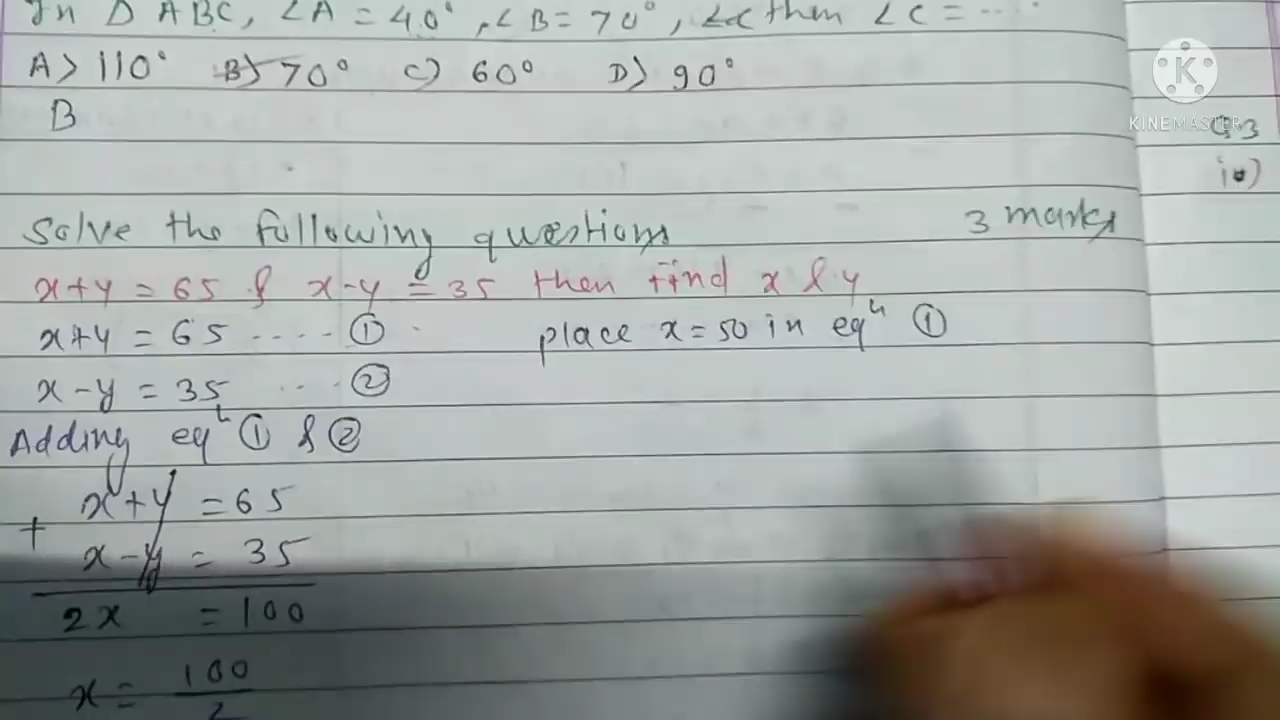 In Δ ABC, ∠A = 40°, ∠B = 70°, ∠C then ∠C = ....
A) 110° B) 70° C) 60° D) 90°
B
K
KINEMASTER
Q3
iv)
Solve the following questions 3 marks
x+y = 65 & x-y = 35 then find x & y
x+y = 65 .... ① place x = 50 in eqⁿ ①
x-y = 35 ... ②
Adding eqⁿ ① & ②
x+y = 65
+
x-y = 35
2x = 100
x = 100
2